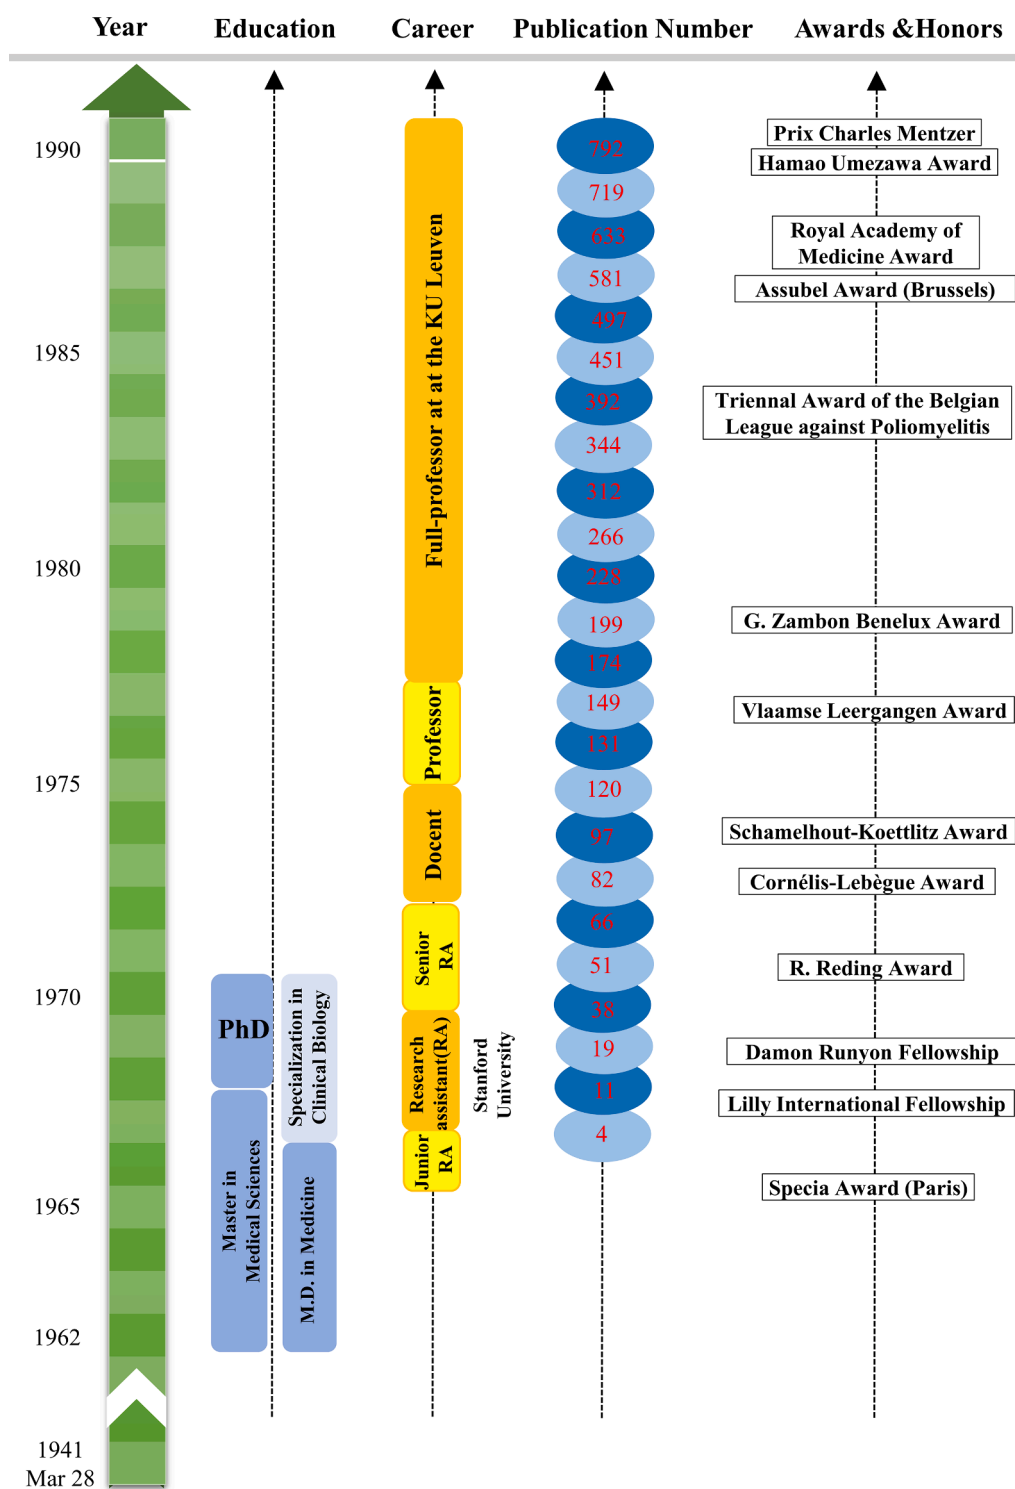 Year
Education
Career
Publication Number
Awards &Honors
1990
1985
1980
1975
1970
1965
1962
1941
Mar 28
PhD
Master in
Medical Sciences
Specialization in
Clinical Biology
M.D. in Medicine
Full-professor at at the KU Leuven
Professor
Docent
Senior
RA
Research
assistant(RA)
Stanford
University
Junior
RA
792
719
633
581
497
451
392
344
312
266
228
199
174
149
131
120
97
82
66
51
38
19
11
4
Prix Charles Mentzer
Hamao Umezawa Award
Royal Academy of
Medicine Award
Assubel Award (Brussels)
Triennal Award of the Belgian
League against Poliomyelitis
G. Zambon Benelux Award
Vlaamse Leergangen Award
Schamelhout-Koettlitz Award
Cornélis-Lebègue Award
R. Reding Award
Damon Runyon Fellowship
Lilly International Fellowship
Specia Award (Paris)